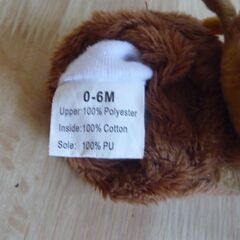 0-6M
Upper:100% Polyester
Inside:100% Cotton
Sole: 100% PU